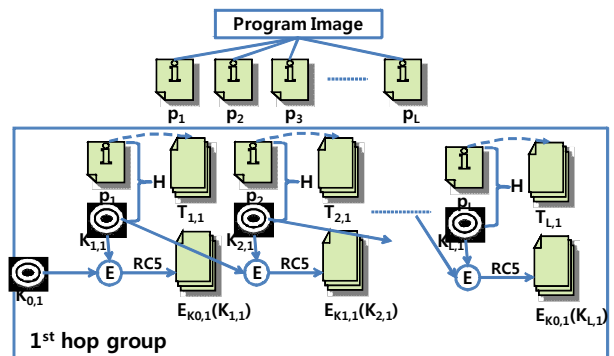 Program Image
p1 p2 p3 pL
p1 H T1,1 p2 H T2,1 pL H TL,1
K1,1 K2,1 KL,1
K0,1 E RC5 E RC5 E RC5
EK0,1(K1,1) EK1,1(K2,1) EK0,1(KL,1)
1st hop group